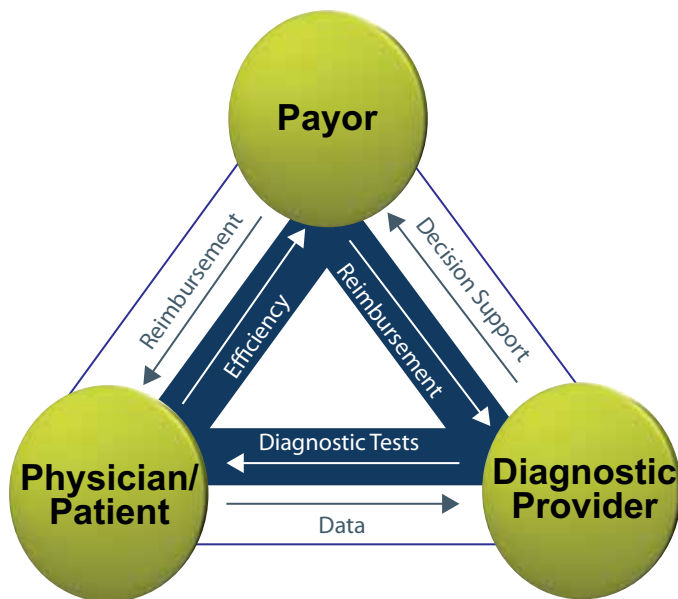 Payor
Reimbursement
Efficiency
Reimbursement
Decision Support
Physician/
Patient
Diagnostic Tests
Data
Diagnostic
Provider